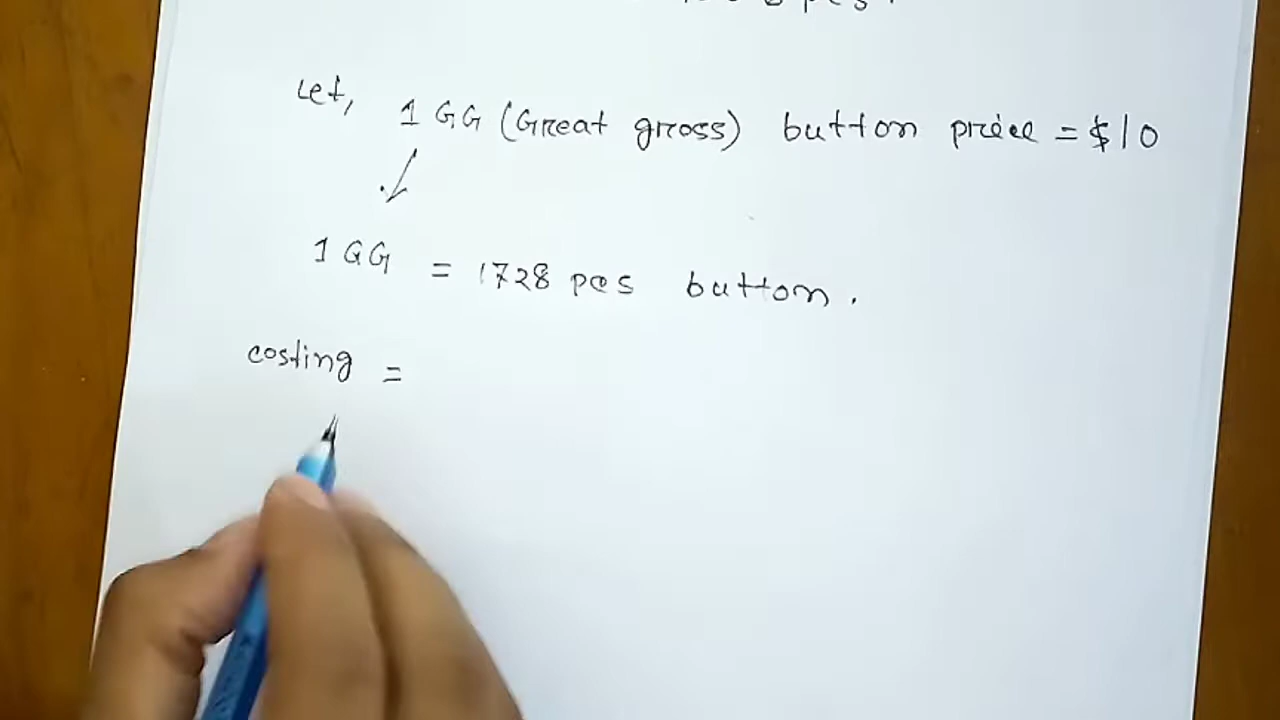 Let, 1 GG (Great gross) button price = $10
1 GG = 1728 pcs button.
costing =